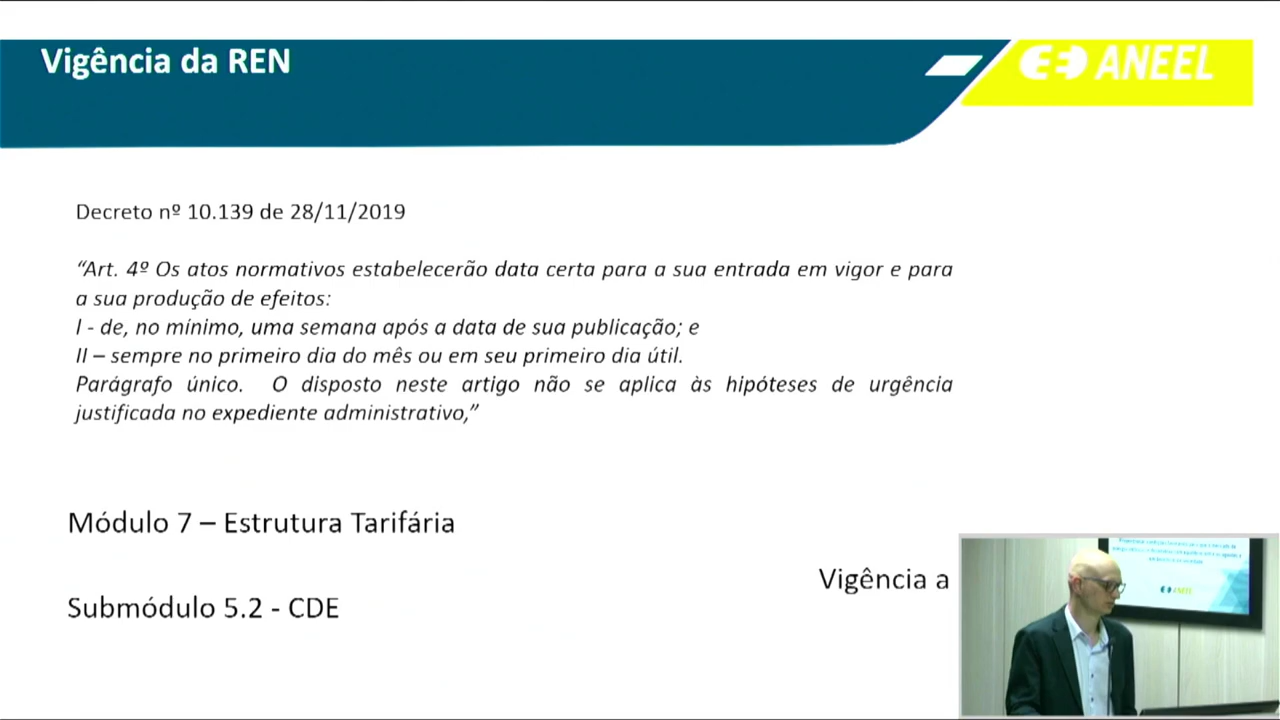 Vigência da REN
ANEEL
Decreto nº 10.139 de 28/11/2019
“Art. 4º Os atos normativos estabelecerão data certa para a sua entrada em vigor e para
a sua produção de efeitos:
I - de, no mínimo, uma semana após a data de sua publicação; e
II – sempre no primeiro dia do mês ou em seu primeiro dia útil.
Parágrafo único. O disposto neste artigo não se aplica às hipóteses de urgência
justificada no expediente administrativo,”
Módulo 7 – Estrutura Tarifária
Vigência a
Submódulo 5.2 - CDE